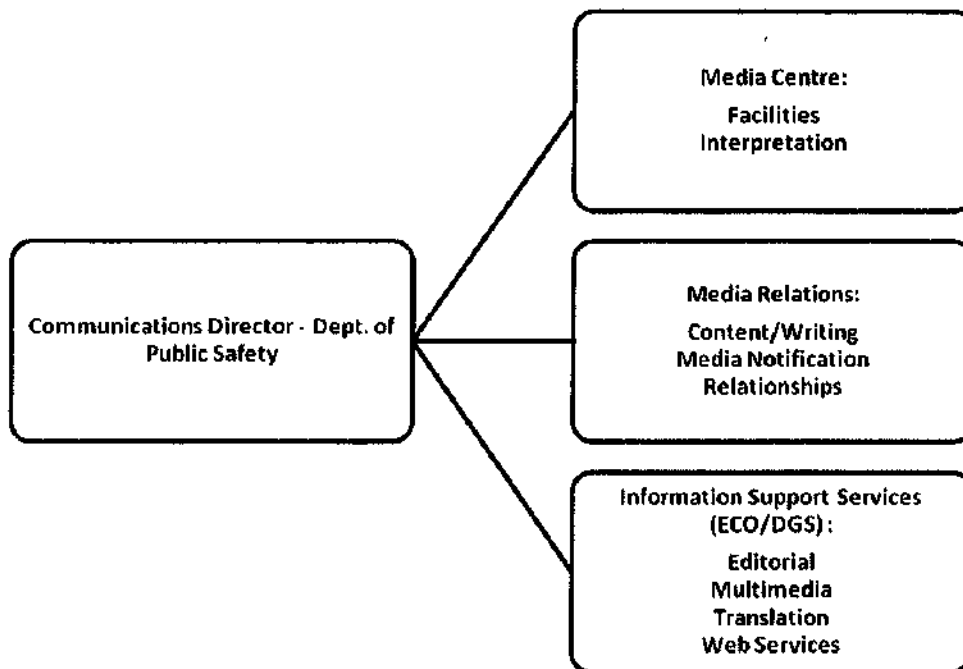 Communications Director - Dept. of
Public Safety
Media Centre:
Facilities
Interpretation
Media Relations:
Content/Writing
Media Notification
Relationships
Information Support Services
(ECO/DGS) :
Editorial
Multimedia
Translation
Web Services